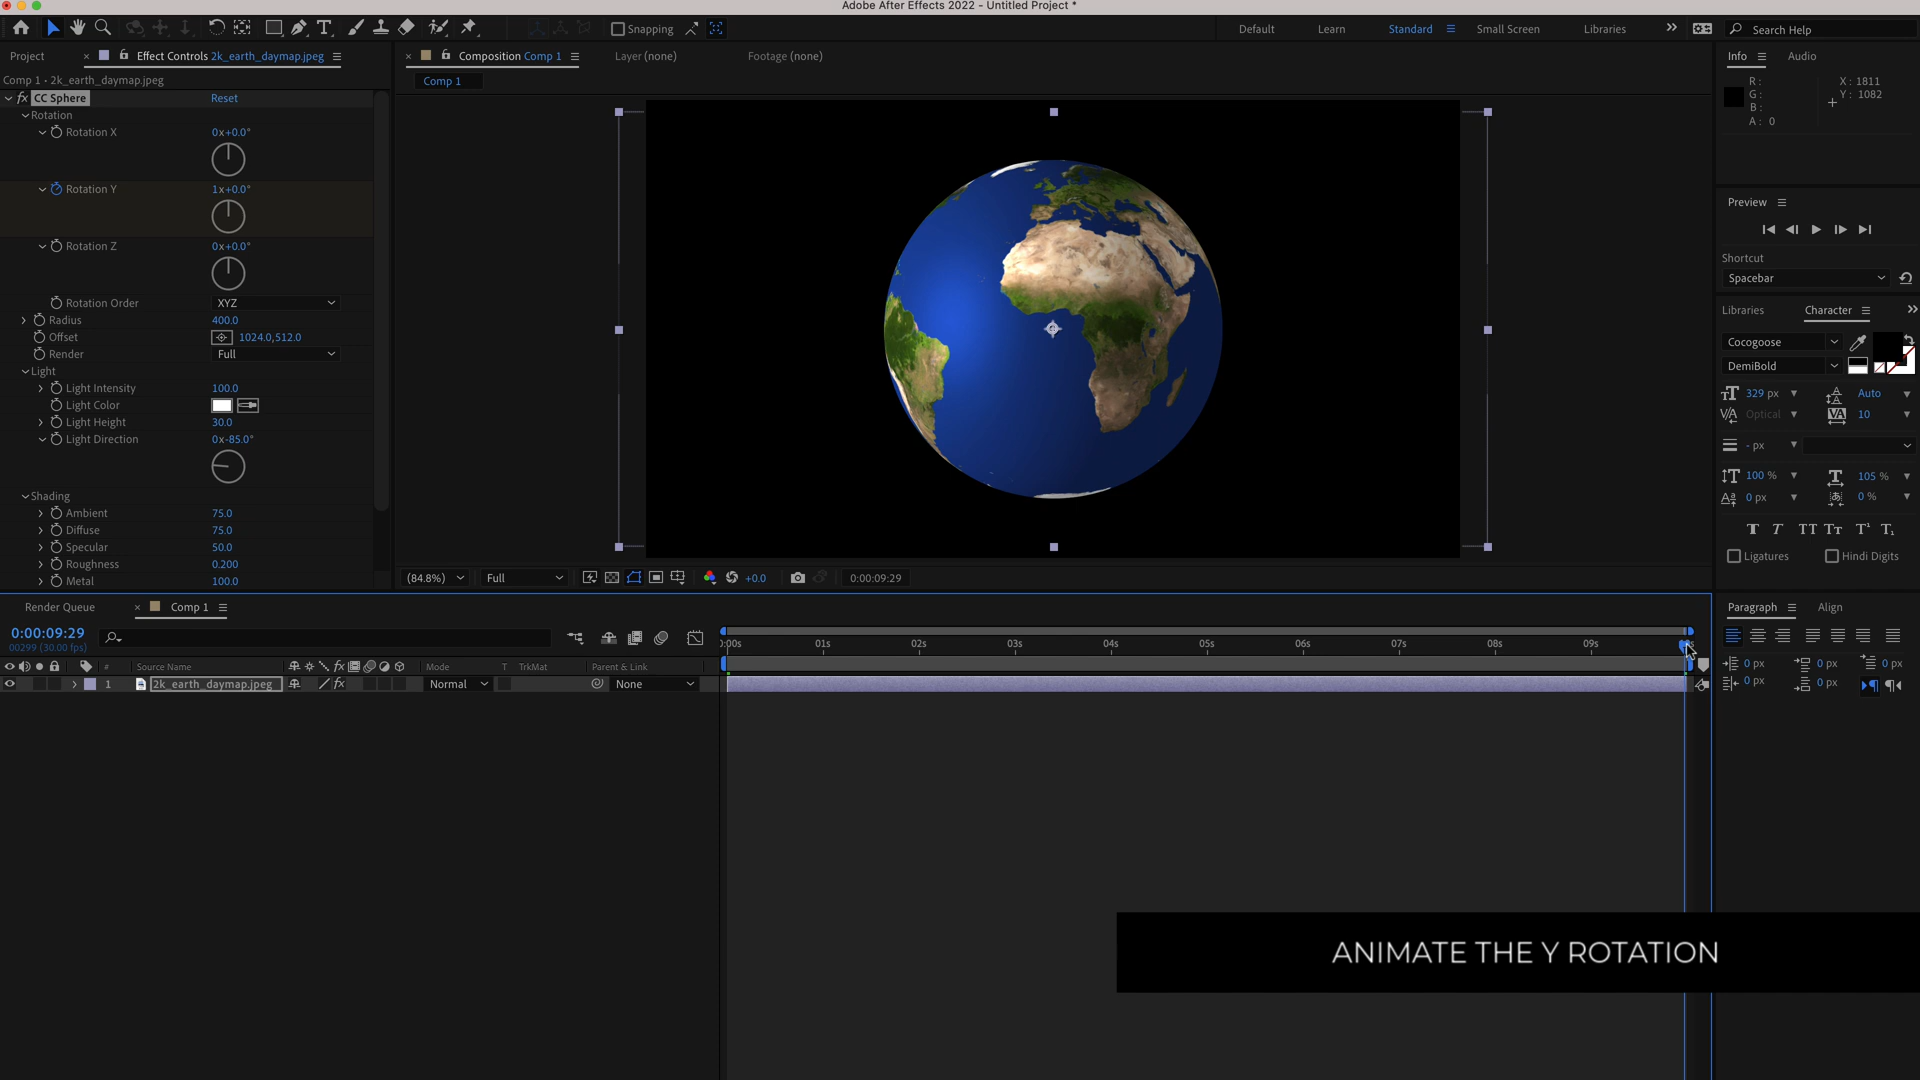 Adobe After Effects 2022 - Untitled Project *
Snapping
Default
Learn
Standard
Small Screen
Libraries
Search Help
Project
Effect Controls 2k_earth_daymap.jpeg
Comp 1 • 2k_earth_daymap.jpeg
fx CC Sphere
Reset
Rotation
Rotation X
0x+0.0°
Rotation Y
1x+0.0°
Rotation Z
0x+0.0°
Rotation Order
XYZ
Radius
400.0
Offset
1024.0,512.0
Render
Full
Light
Light Intensity
100.0
Light Color
Light Height
30.0
Light Direction
0x-85.0°
Shading
Ambient
75.0
Diffuse
75.0
Specular
50.0
Roughness
0.200
Metal
100.0
Composition Comp 1
Layer (none)
Footage (none)
Comp 1
(84.8%)
Full
+0.0
0:00:09:29
Info
Audio
R :
G :
B :
A : 0
X : 1811
Y : 1082
Preview
Shortcut
Spacebar
Libraries
Character
Cocogoose
DemiBold
329 px
Auto
Optical
10
- px
100 %
105 %
0 px
0 %
Ligatures
Hindi Digits
Paragraph
Align
0 px
0 px
0 px
0 px
0 px
Render Queue
Comp 1
0:00:09:29
00299 (30.00 fps)
#
Source Name
fx
Mode
T
TrkMat
Parent & Link
1
2k_earth_daymap.jpeg
fx
Normal
None
:00s
01s
02s
03s
04s
05s
06s
07s
08s
09s
ANIMATE THE Y ROTATION